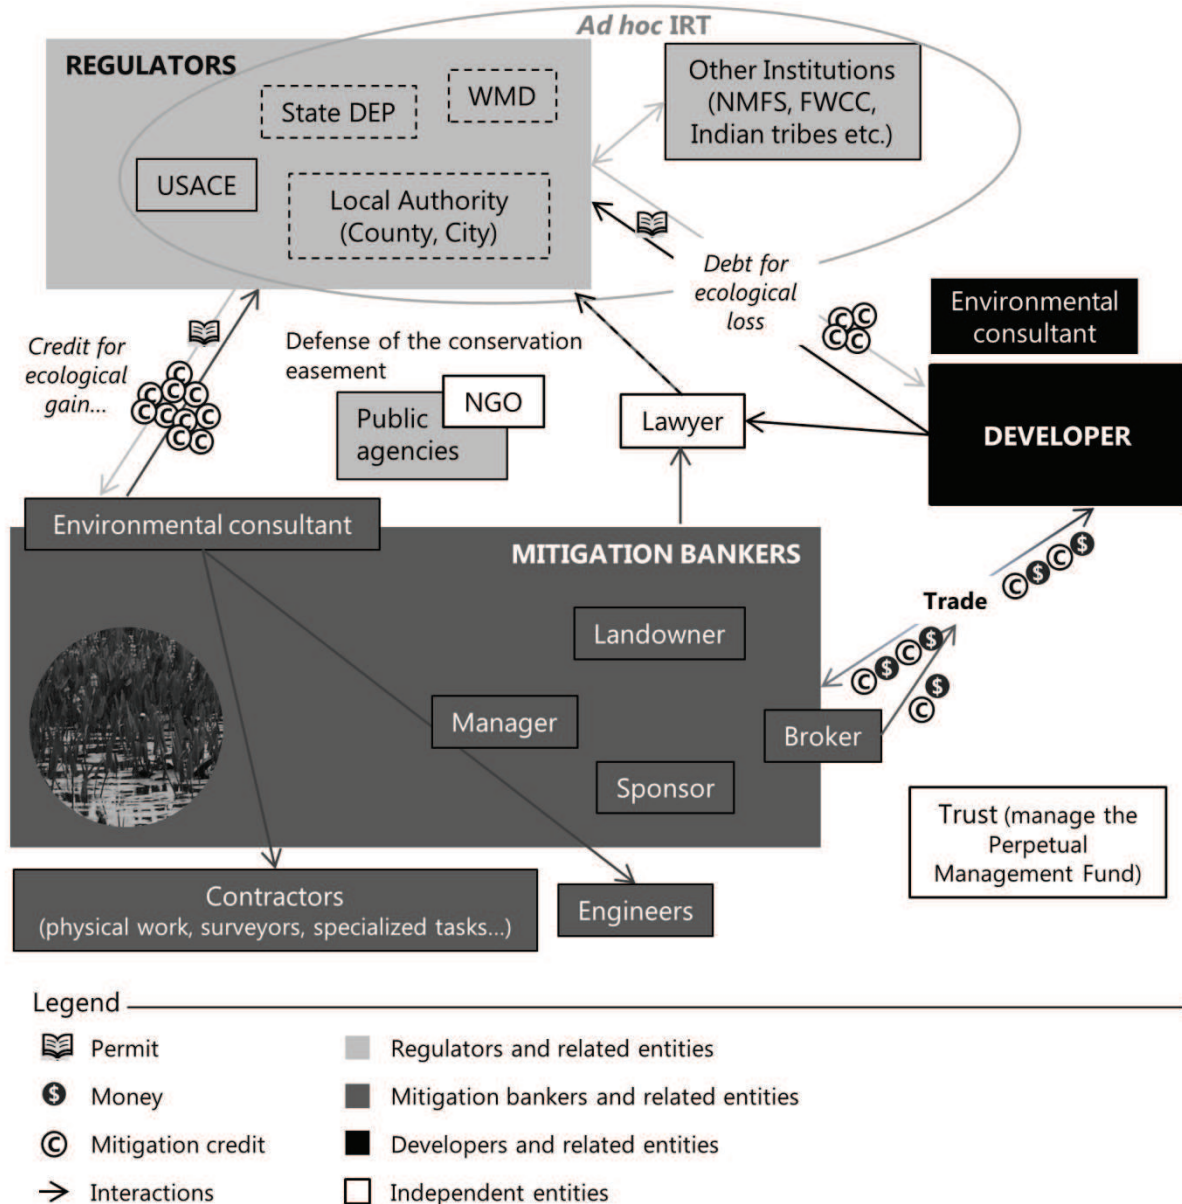 Ad hoc IRT
REGULATORS
State DEP
WMD
USACE
Local Authority
(County, City)
Other Institutions
(NMFS, FWCC,
Indian tribes etc.)
Debt for
ecological
loss
Environmental
consultant
DEVELOPER
Credit for
ecological
gain...
Defense of the conservation
easement
NGO
Public
agencies
Lawyer
Environmental consultant
MITIGATION BANKERS
Landowner
Manager
Sponsor
Broker
Trade
C $ C $
C $ C $
C $
Trust (manage the
Perpetual
Management Fund)
Contractors
(physical work, surveyors, specialized tasks...)
Engineers
Legend
Permit
Regulators and related entities
$ Money
Mitigation bankers and related entities
C Mitigation credit
Developers and related entities
Interactions
Independent entities